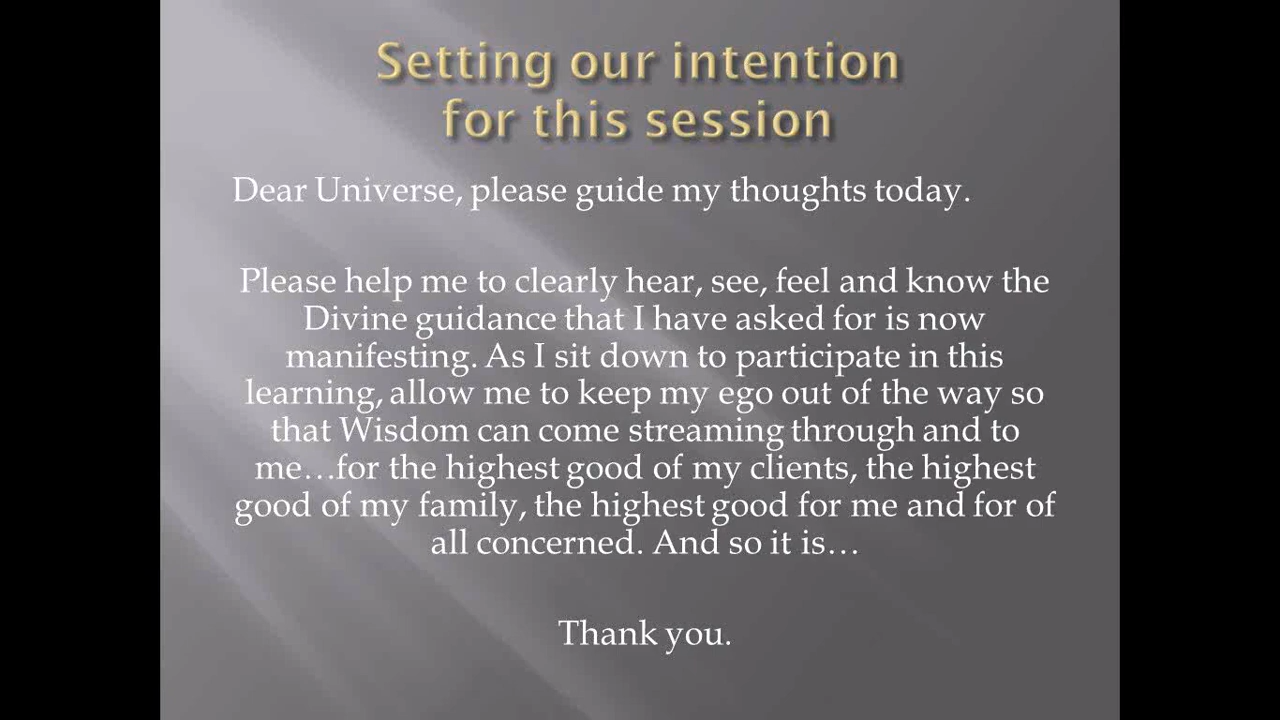 Setting our intention
for this session
Dear Universe, please guide my thoughts today.
Please help me to clearly hear, see, feel and know the
Divine guidance that I have asked for is now
manifesting. As I sit down to participate in this
learning, allow me to keep my ego out of the way so
that Wisdom can come streaming through and to
me…for the highest good of my clients, the highest
good of my family, the highest good for me and for of
all concerned. And so it is…
Thank you.